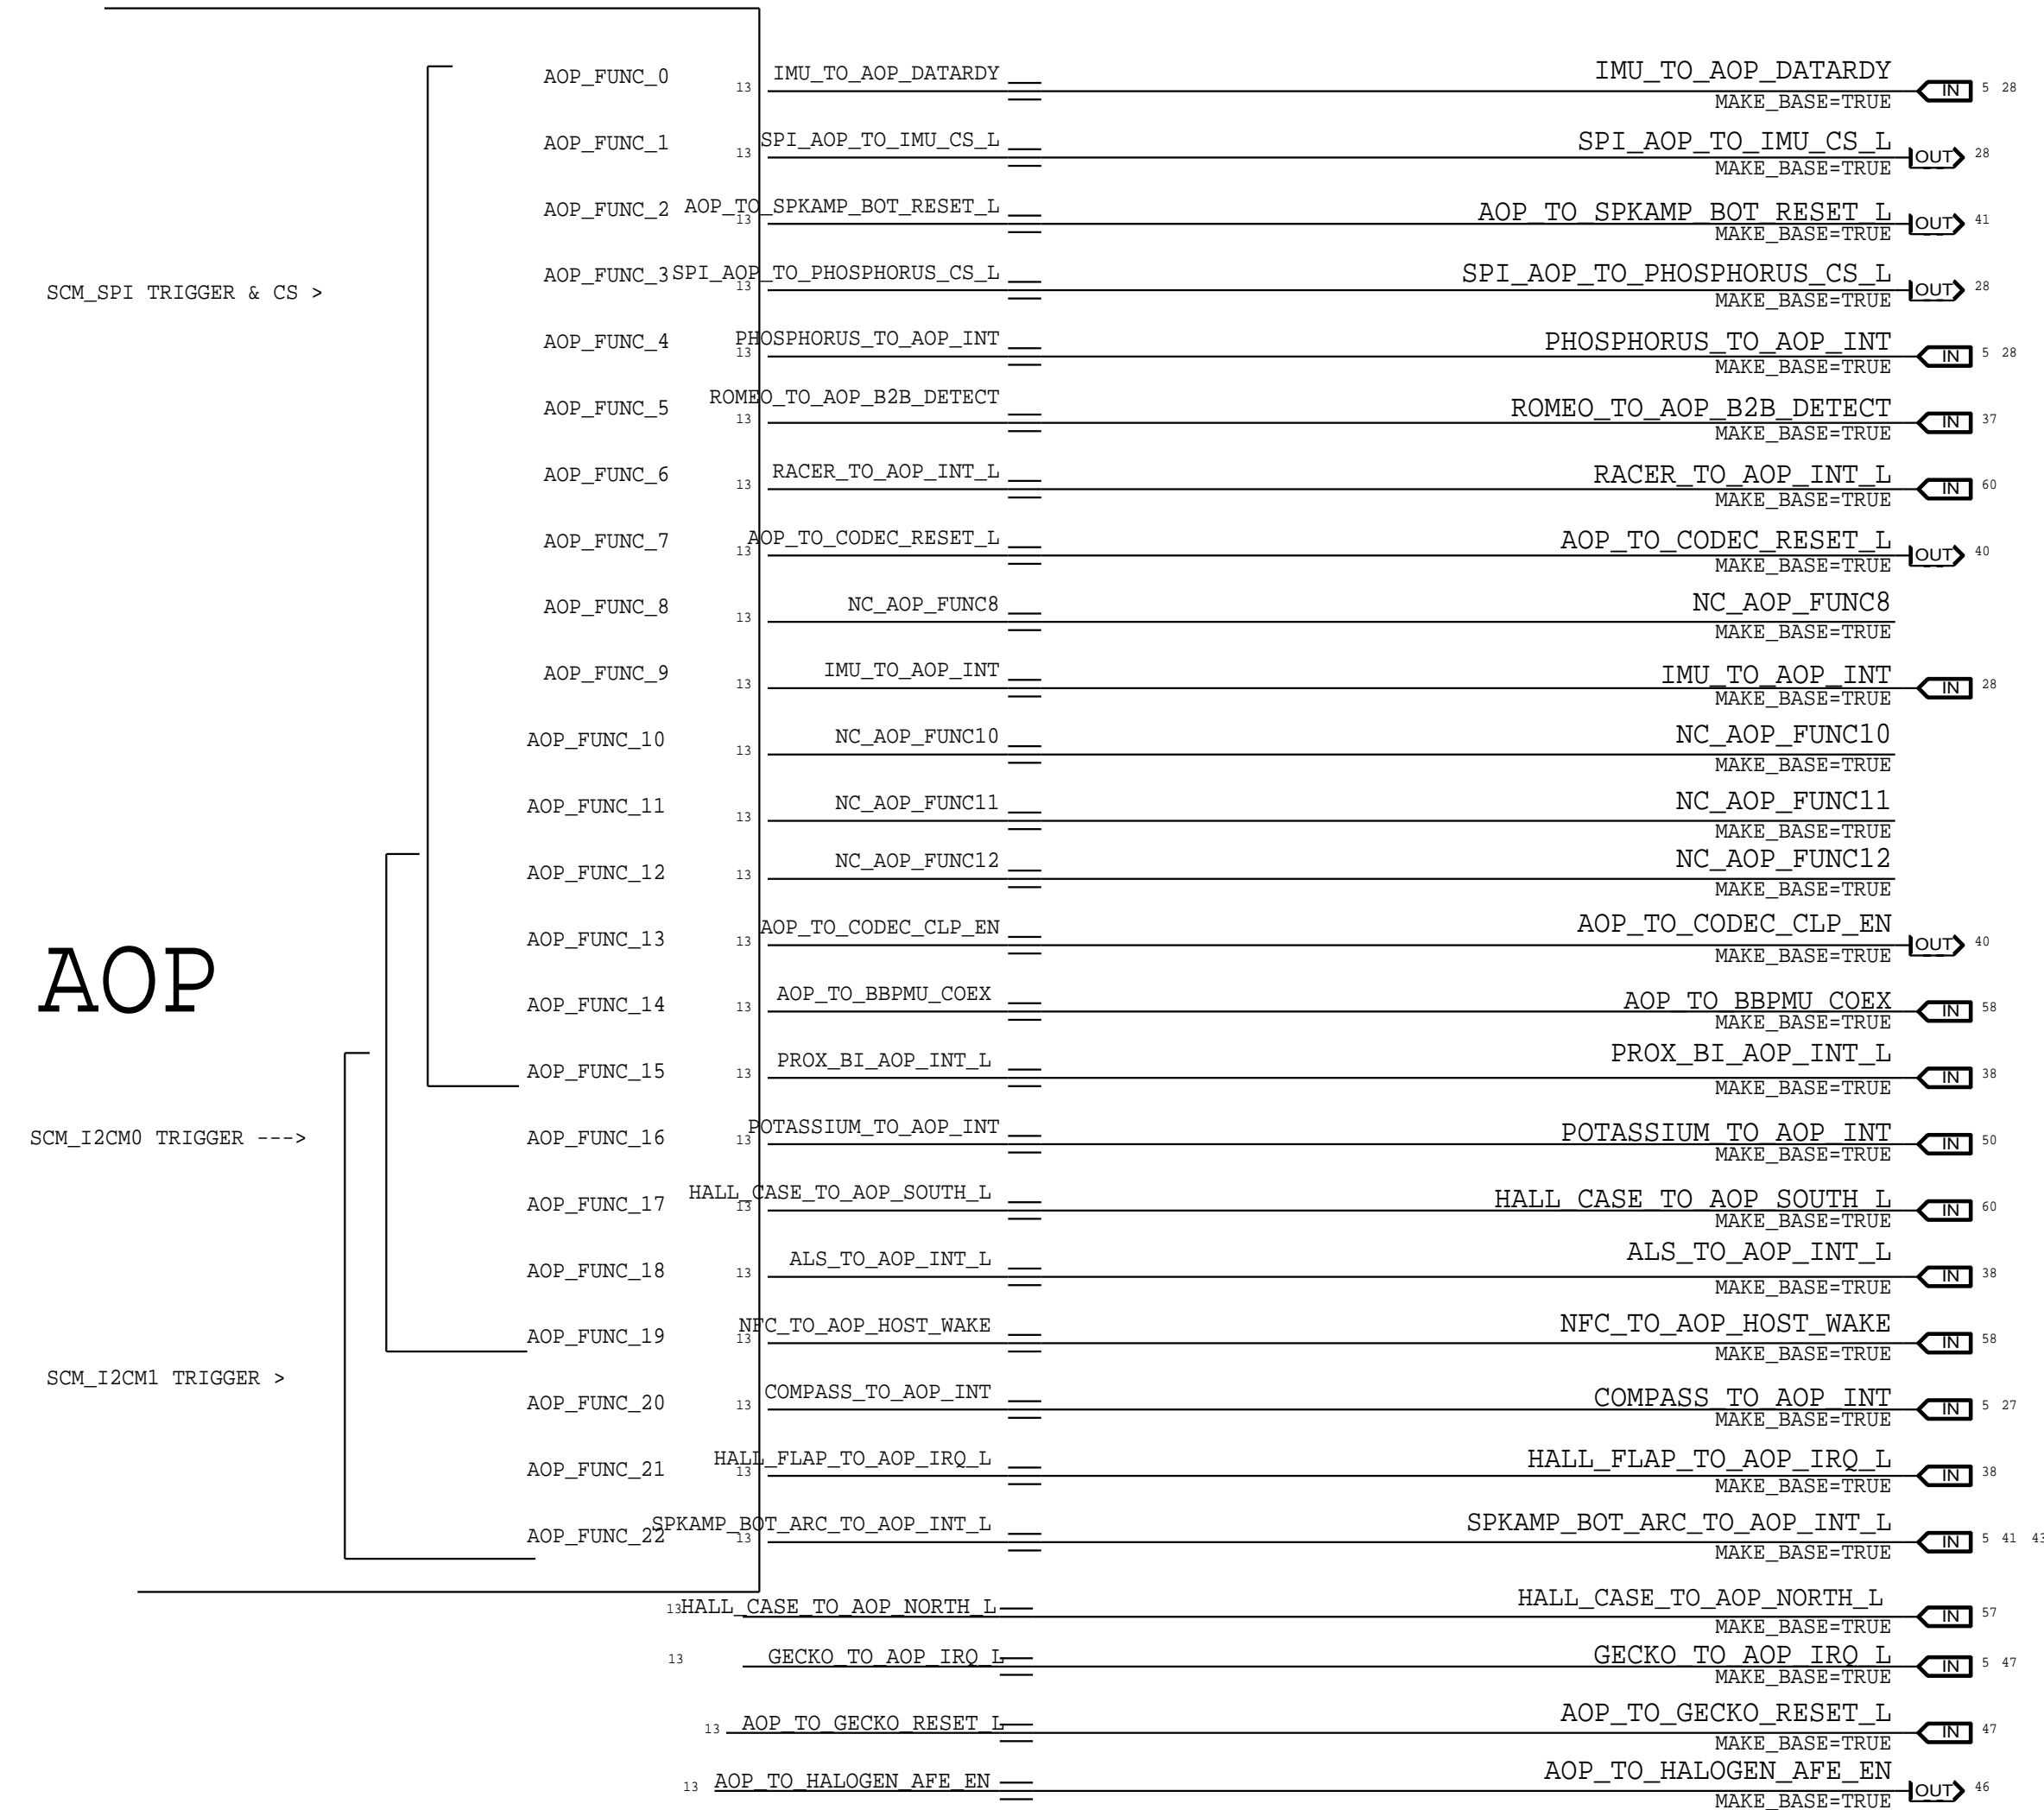 AOP_FUNC_0 13 IMU_TO_AOP_DATARDY IMU_TO_AOP_DATARDY IN 5 28
MAKE_BASE=TRUE
AOP_FUNC_1 13 SPI_AOP_TO_IMU_CS_L SPI_AOP_TO_IMU_CS_L OUT 28
MAKE_BASE=TRUE
AOP_FUNC_2 13 AOP_TO_SPKAMP_BOT_RESET_L AOP_TO_SPKAMP_BOT_RESET_L OUT 41
MAKE_BASE=TRUE
SCM_SPI TRIGGER & CS >
AOP_FUNC_3 13 SPI_AOP_TO_PHOSPHORUS_CS_L SPI_AOP_TO_PHOSPHORUS_CS_L OUT 28
MAKE_BASE=TRUE
AOP_FUNC_4 13 PHOSPHORUS_TO_AOP_INT PHOSPHORUS_TO_AOP_INT IN 5 28
MAKE_BASE=TRUE
AOP_FUNC_5 13 ROMEO_TO_AOP_B2B_DETECT ROMEO_TO_AOP_B2B_DETECT IN 37
MAKE_BASE=TRUE
AOP_FUNC_6 13 RACER_TO_AOP_INT_L RACER_TO_AOP_INT_L IN 60
MAKE_BASE=TRUE
AOP_FUNC_7 13 AOP_TO_CODEC_RESET_L AOP_TO_CODEC_RESET_L OUT 40
MAKE_BASE=TRUE
AOP_FUNC_8 13 NC_AOP_FUNC8 NC_AOP_FUNC8
MAKE_BASE=TRUE
AOP_FUNC_9 13 IMU_TO_AOP_INT IMU_TO_AOP_INT IN 28
MAKE_BASE=TRUE
AOP_FUNC_10 13 NC_AOP_FUNC10 NC_AOP_FUNC10
MAKE_BASE=TRUE
AOP_FUNC_11 13 NC_AOP_FUNC11 NC_AOP_FUNC11
MAKE_BASE=TRUE
AOP_FUNC_12 13 NC_AOP_FUNC12 NC_AOP_FUNC12
MAKE_BASE=TRUE
AOP_FUNC_13 13 AOP_TO_CODEC_CLP_EN AOP_TO_CODEC_CLP_EN OUT 40
MAKE_BASE=TRUE
AOP
AOP_FUNC_14 13 AOP_TO_BBPMU_COEX AOP_TO_BBPMU_COEX IN 58
MAKE_BASE=TRUE
AOP_FUNC_15 13 PROX_BI_AOP_INT_L PROX_BI_AOP_INT_L IN 38
MAKE_BASE=TRUE
SCM_I2CM0 TRIGGER --->
AOP_FUNC_16 13 POTASSIUM_TO_AOP_INT POTASSIUM_TO_AOP_INT IN 50
MAKE_BASE=TRUE
AOP_FUNC_17 13 HALL_CASE_TO_AOP_SOUTH_L HALL_CASE_TO_AOP_SOUTH_L IN 60
MAKE_BASE=TRUE
AOP_FUNC_18 13 ALS_TO_AOP_INT_L ALS_TO_AOP_INT_L IN 38
MAKE_BASE=TRUE
AOP_FUNC_19 13 NFC_TO_AOP_HOST_WAKE NFC_TO_AOP_HOST_WAKE IN 58
MAKE_BASE=TRUE
SCM_I2CM1 TRIGGER >
AOP_FUNC_20 13 COMPASS_TO_AOP_INT COMPASS_TO_AOP_INT IN 5 27
MAKE_BASE=TRUE
AOP_FUNC_21 13 HALL_FLAP_TO_AOP_IRQ_L HALL_FLAP_TO_AOP_IRQ_L IN 38
MAKE_BASE=TRUE
AOP_FUNC_22 13 SPKAMP_BOT_ARC_TO_AOP_INT_L SPKAMP_BOT_ARC_TO_AOP_INT_L IN 5 41 43
MAKE_BASE=TRUE
13 HALL_CASE_TO_AOP_NORTH_L HALL_CASE_TO_AOP_NORTH_L IN 57
MAKE_BASE=TRUE
13 GECKO_TO_AOP_IRQ_L GECKO_TO_AOP_IRQ_L IN 5 47
MAKE_BASE=TRUE
13 AOP_TO_GECKO_RESET_L AOP_TO_GECKO_RESET_L IN 47
MAKE_BASE=TRUE
13 AOP_TO_HALOGEN_AFE_EN AOP_TO_HALOGEN_AFE_EN OUT 46
MAKE_BASE=TRUE